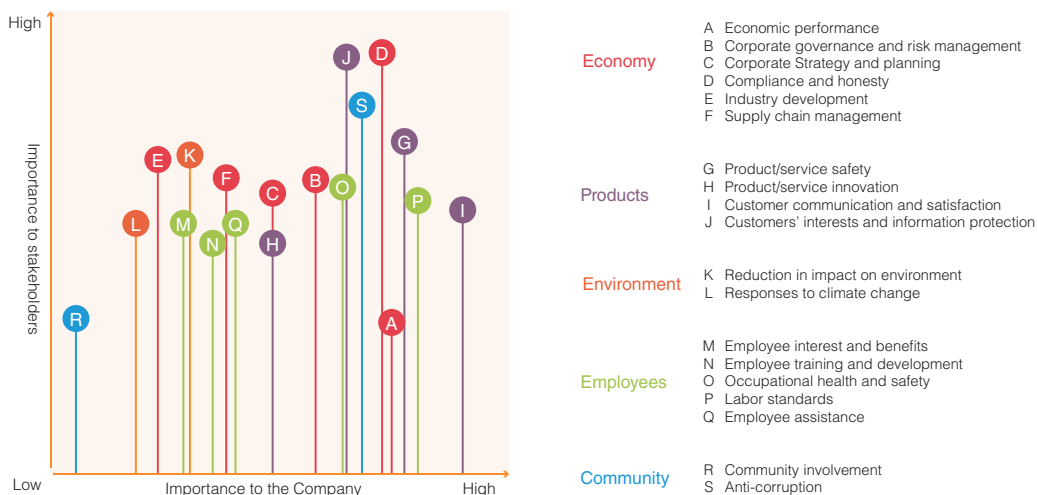 High
Importance to stakeholders
J
D
S
G
E
K
F
B
O
C
P
I
L
M
Q
N
H
R
A
Low
Importance to the Company
High
Economy
A Economic performance
B Corporate governance and risk management
C Corporate Strategy and planning
D Compliance and honesty
E Industry development
F Supply chain management
Products
G Product/service safety
H Product/service innovation
I Customer communication and satisfaction
J Customers' interests and information protection
Environment
K Reduction in impact on environment
L Responses to climate change
Employees
M Employee interest and benefits
N Employee training and development
O Occupational health and safety
P Labor standards
Q Employee assistance
Community
R Community involvement
S Anti-corruption